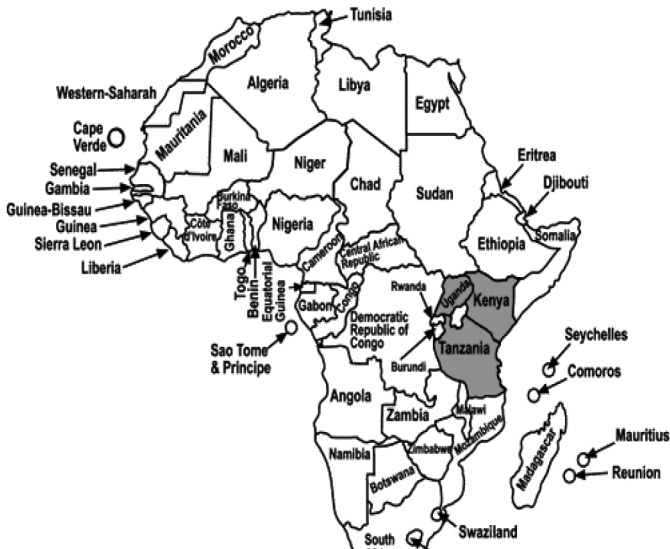 Tunisia
Morocco
Algeria
Libya
Egypt
Western-Saharah
Cape
Verde
Mauritania
Mali
Niger
Chad
Sudan
Eritrea
Djibouti
Senegal
Gambia
Guinea-Bissau
Guinea
Sierra Leon
Liberia
Burkina
Faso
Côte
d'Ivoire
Ghana
Togo
Benin
Nigeria
Cameroon
Central African
Republic
Ethiopia
Somalia
Equatorial
Guinea
Gabon
Congo
Democratic
Republic of
Congo
Rwanda
Uganda
Kenya
Burundi
Tanzania
Sao Tome
& Principe
Seychelles
Comoros
Angola
Zambia
Malawi
Mozambique
Madagascar
Mauritius
Reunion
Namibia
Botswana
Zimbabwe
Swaziland
South